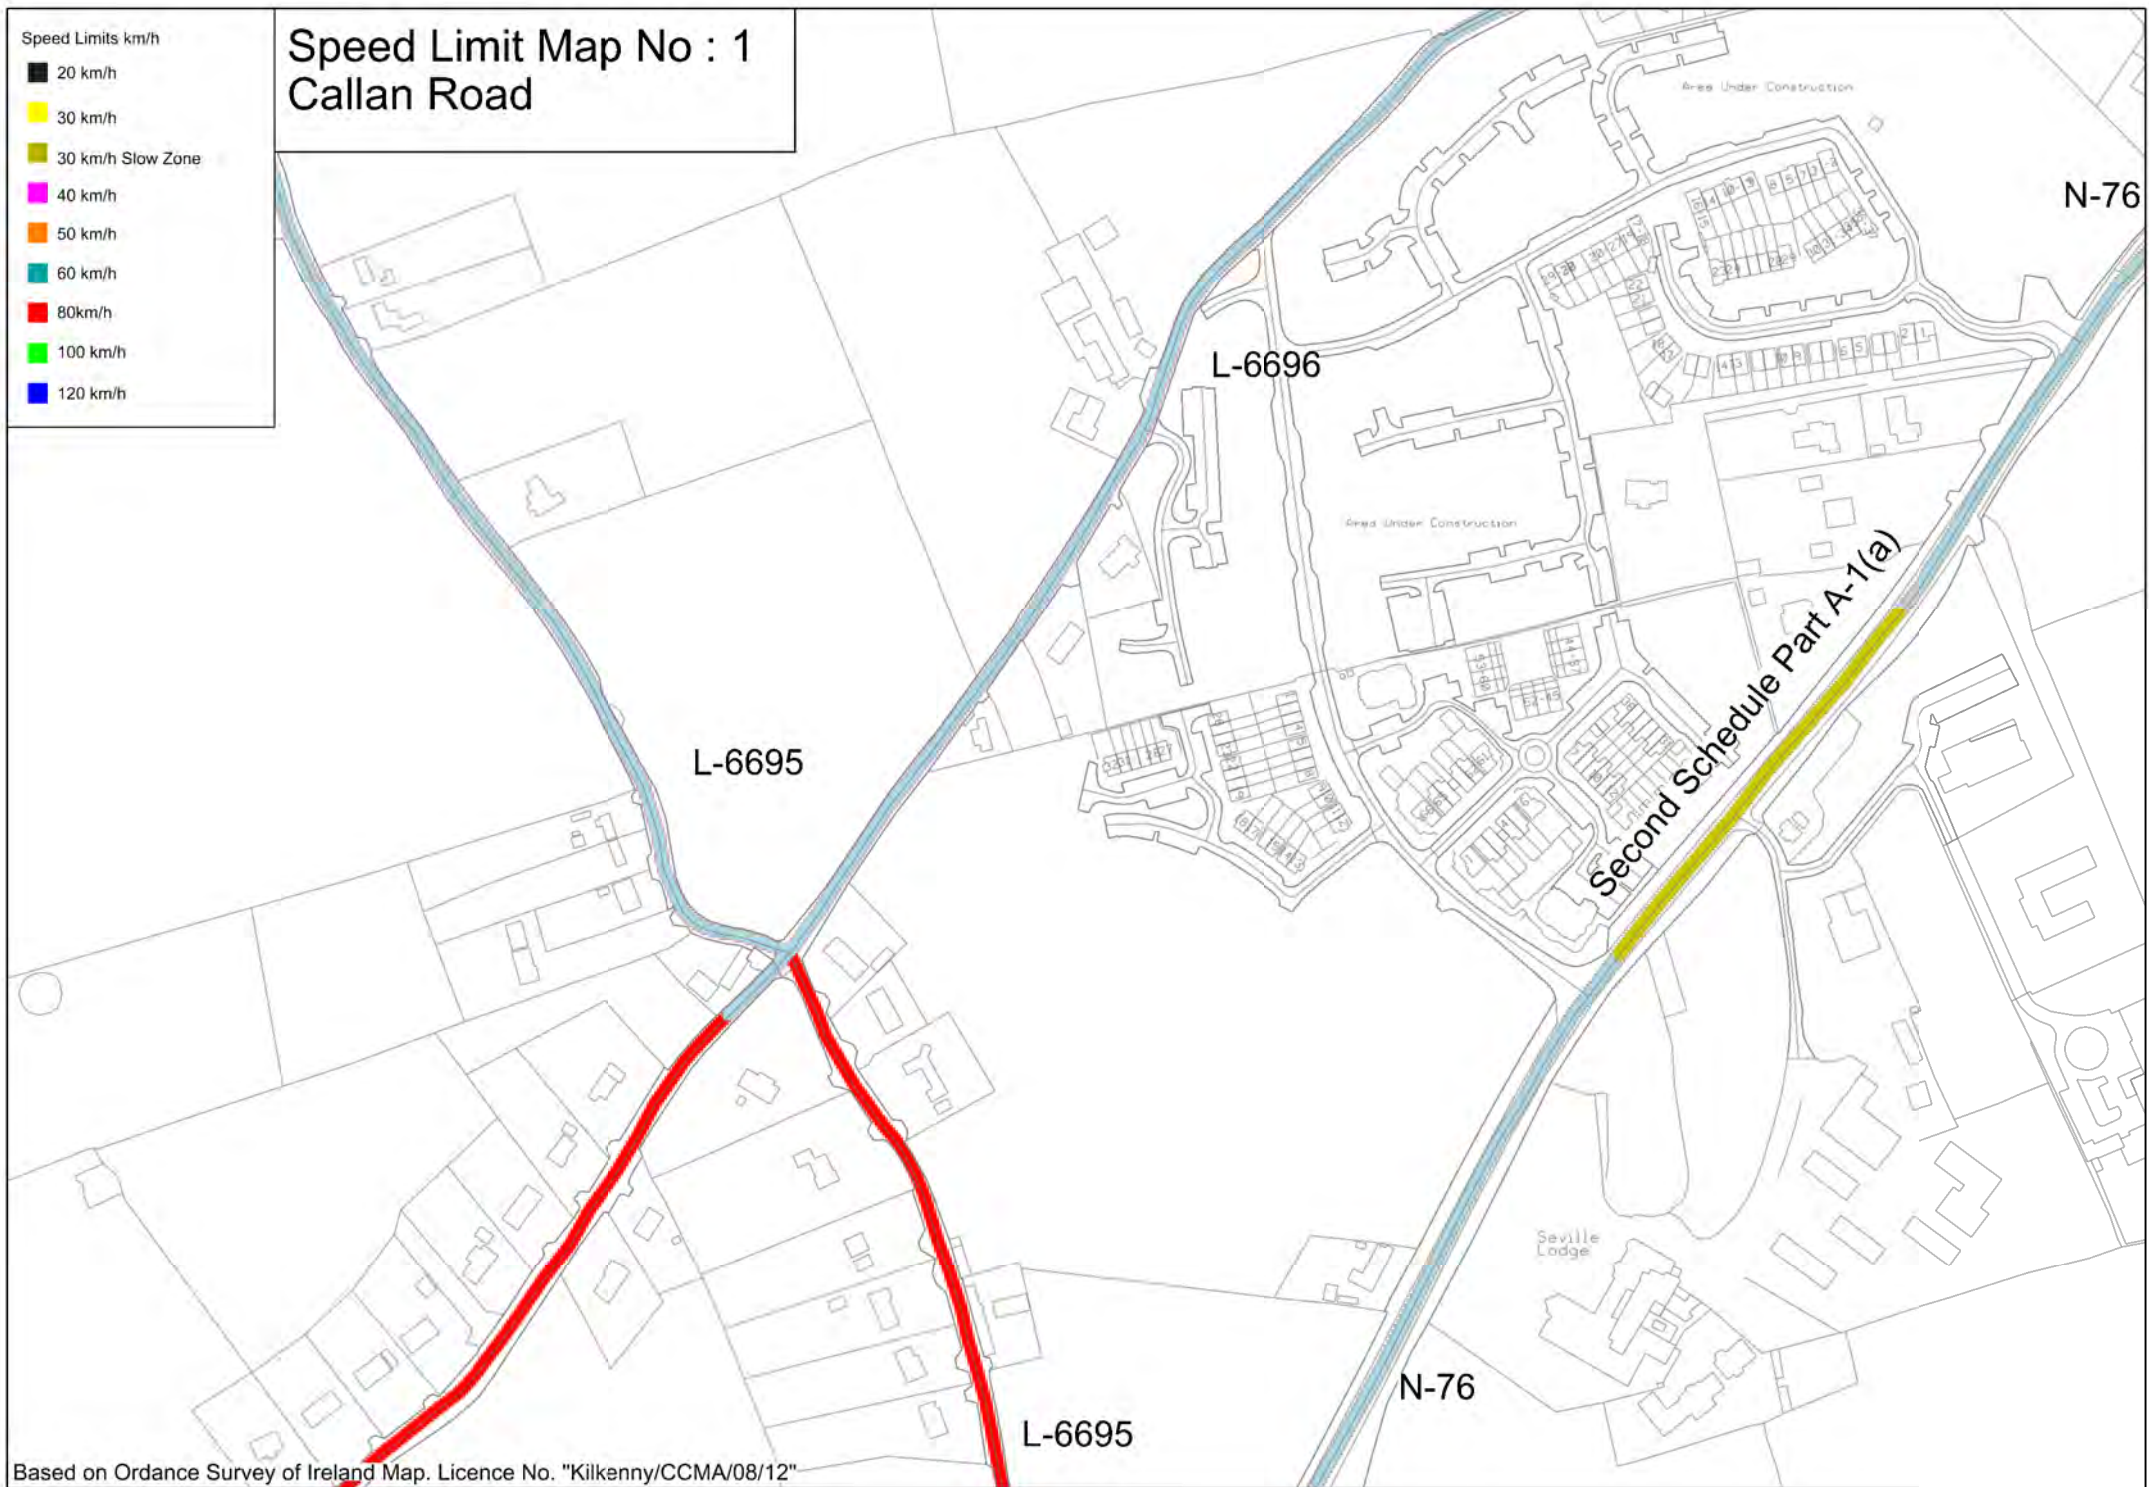 Speed Limits km/h
20 km/h
30 km/h
30 km/h Slow Zone
40 km/h
50 km/h
60 km/h
80km/h
100 km/h
120 km/h
Speed Limit Map No : 1
Callan Road
Area Under Construction
N-76
L-6696
Area Under Construction
Second Schedule Part A-1(a)
L-6695
Seville
Lodge
N-76
L-6695
Based on Ordance Survey of Ireland Map. Licence No. "Kilkenny/CCMA/08/12"